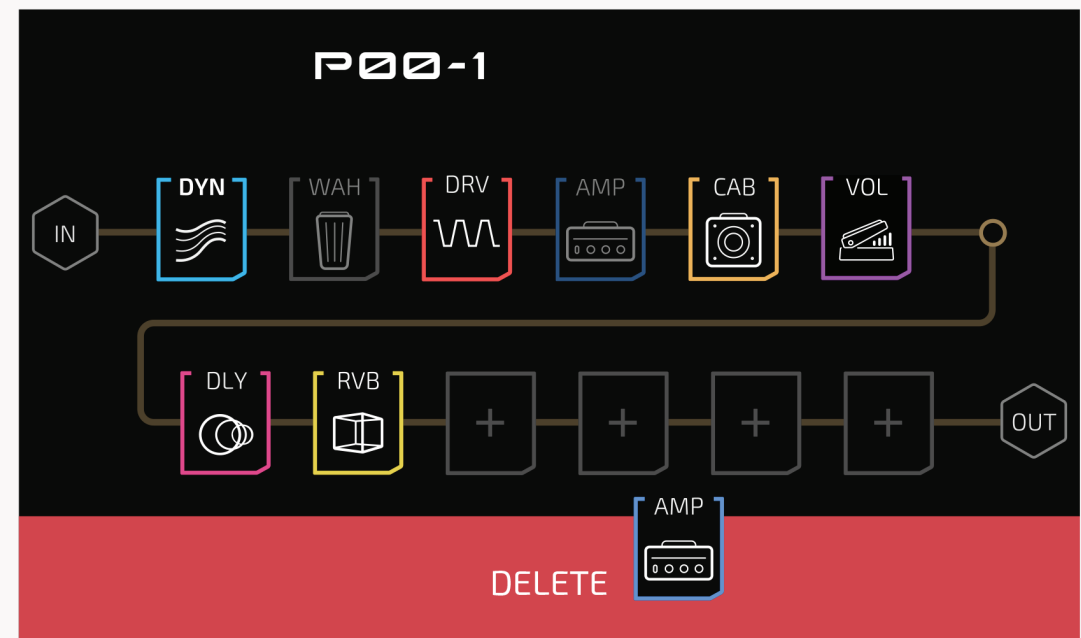 P00-1
IN
DYN
WAH
DRV
AMP
CAB
VOL
DLY
RVB
+
+
+
+
OUT
AMP
DELETE